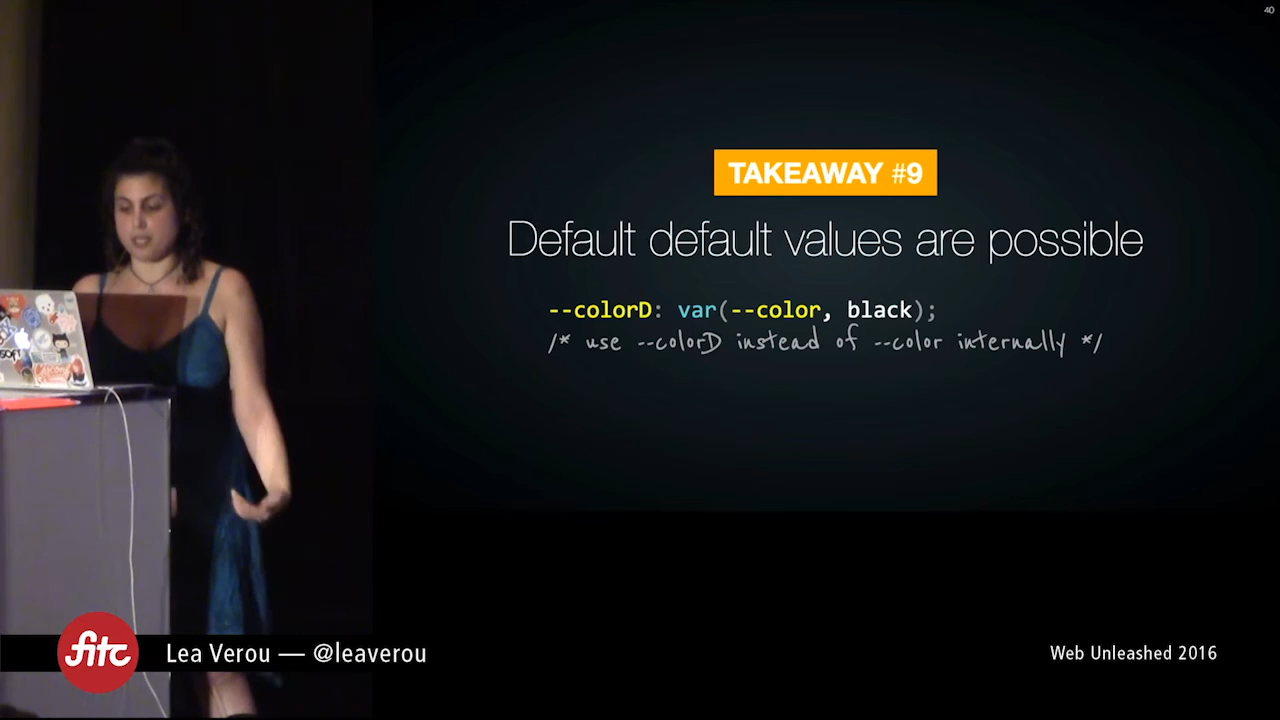 40
TAKEAWAY #9
Default default values are possible
--colorD: var(--color, black);
/* use --colorD instead of --color internally */
fitc
Lea Verou — @leaverou
Web Unleashed 2016